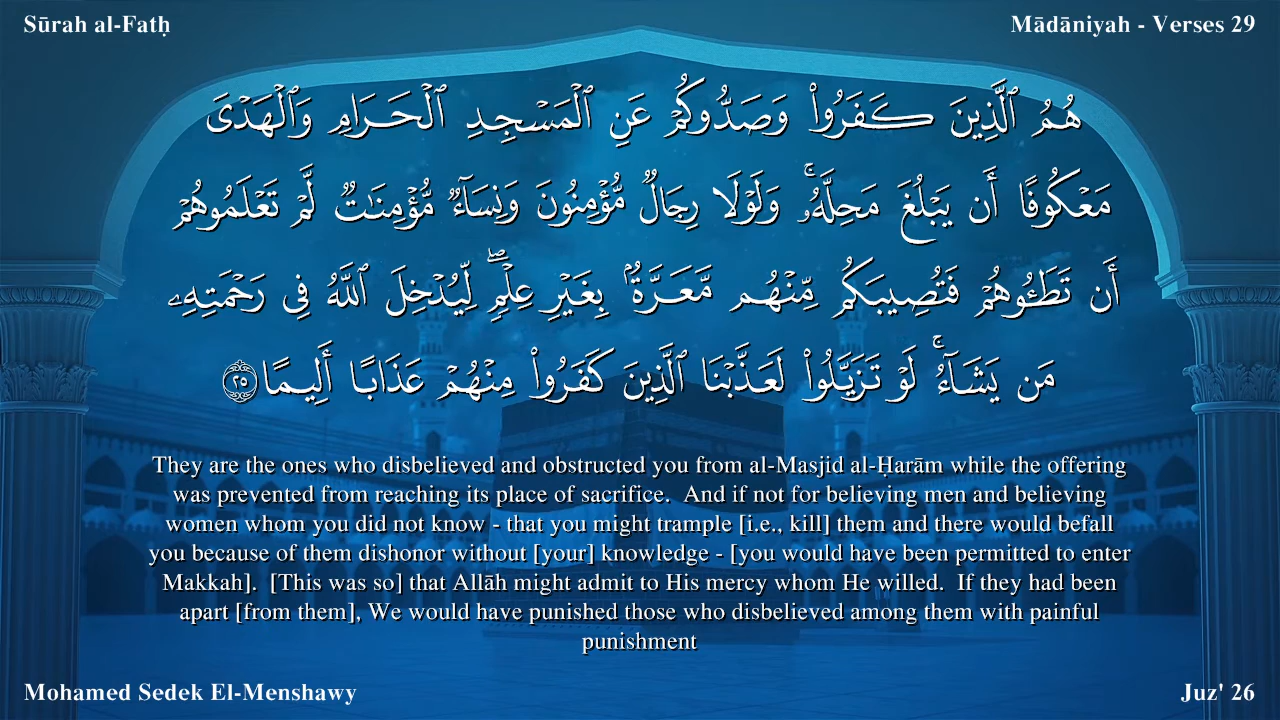 Sūrah al-Fatḥ
Mādāniyah - Verses 29
هُمُ ٱلَّذِينَ كَفَرُوا۟ وَصَدُّوكُمْ عَنِ ٱلْمَسْجِدِ ٱلْحَرَامِ وَٱلْهَدْىَ
مَعْكُوفًا أَن يَبْلُغَ مَحِلَّهُۥ ۚ وَلَوْلَا رِجَالٌ مُّؤْمِنُونَ وَنِسَآءٌ مُّؤْمِنَـٰتٌ لَّمْ تَعْلَمُوهُمْ
أَن تَطَـُٔوهُمْ فَتُصِيبَكُم مِّنْهُم مَّعَرَّةٌۢ بِغَيْرِ عِلْمٍ ۖ لِّيُدْخِلَ ٱللَّهُ فِى رَحْمَتِهِۦ
مَن يَشَآءُ ۚ لَوْ تَزَيَّلُوا۟ لَعَذَّبْنَا ٱلَّذِينَ كَفَرُوا۟ مِنْهُمْ عَذَابًا أَلِيمًا ٢٥
They are the ones who disbelieved and obstructed you from al-Masjid al-Ḥarām while the offering
was prevented from reaching its place of sacrifice.  And if not for believing men and believing
women whom you did not know - that you might trample [i.e., kill] them and there would befall
you because of them dishonor without [your] knowledge - [you would have been permitted to enter
Makkah].  [This was so] that Allāh might admit to His mercy whom He willed.  If they had been
apart [from them], We would have punished those who disbelieved among them with painful
punishment
Mohamed Sedek El-Menshawy
Juz' 26